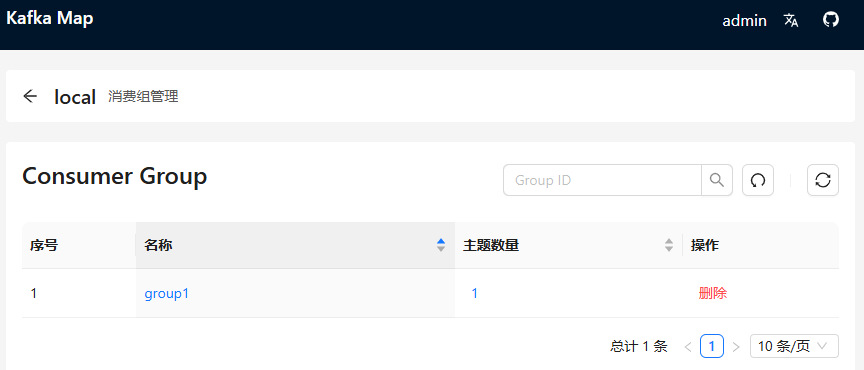 Kafka Map
admin
local 消费组管理
Consumer Group
Group ID
序号 名称 主题数量 操作
1 group1 1 删除
总计 1 条 1 10 条/页